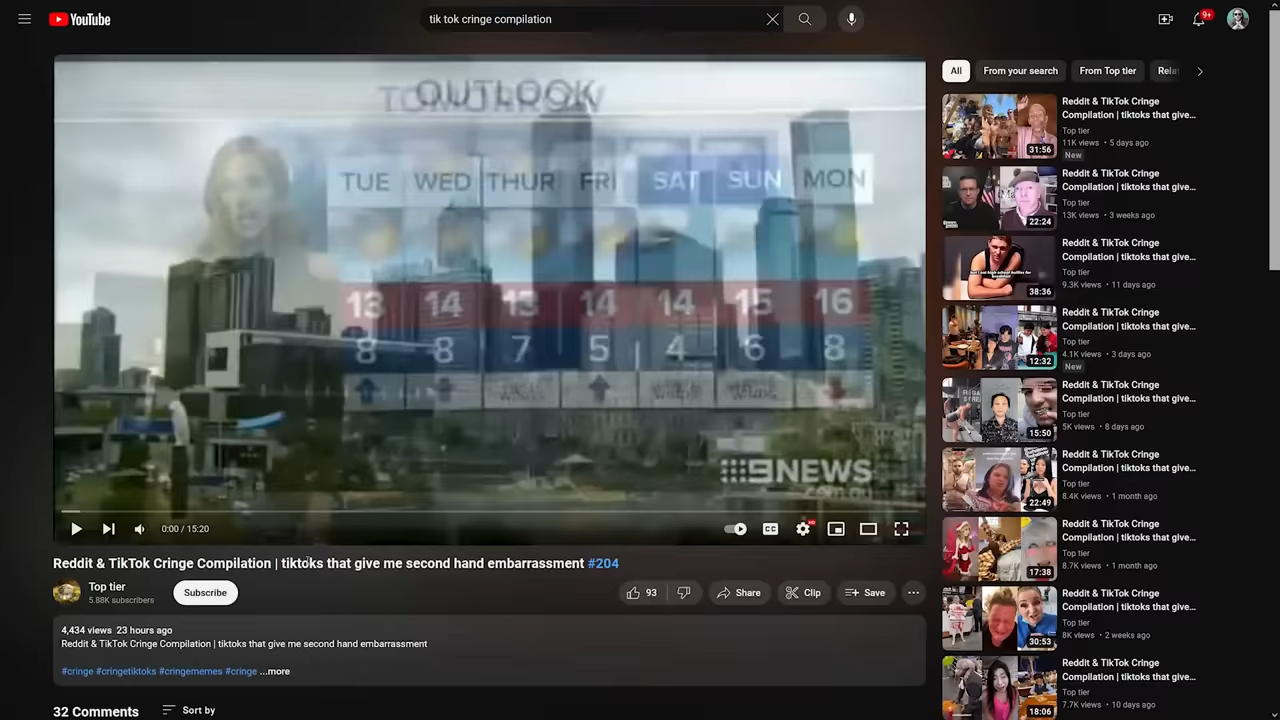 YouTube
tik tok cringe compilation
9+
OUTLOOK
TOMORROW
TUE WED THUR FRI SAT SUN MON
13 14 13 14 14 15 16
8 8 7 5 4 6 8
9NEWS
.com.au
0:00 / 15:20
CC
HD
Reddit & TikTok Cringe Compilation | tiktoks that give me second hand embarrassment #204
Top tier
5.88K subscribers
Subscribe
93
Share
Clip
Save
4,434 views 23 hours ago
Reddit & TikTok Cringe Compilation | tiktoks that give me second hand embarrassment
#cringe #cringetiktoks #cringememes #cringe ...more
32 Comments
Sort by
All
From your search
From Top tier
Rela
31:56
Reddit & TikTok Cringe
Compilation | tiktoks that give...
Top tier
11K views • 5 days ago
New
22:24
Reddit & TikTok Cringe
Compilation | tiktoks that give...
Top tier
13K views • 3 weeks ago
38:36
Reddit & TikTok Cringe
Compilation | tiktoks that give...
Top tier
9.3K views • 11 days ago
12:32
Reddit & TikTok Cringe
Compilation | tiktoks that give...
Top tier
4.1K views • 3 days ago
New
15:50
Reddit & TikTok Cringe
Compilation | tiktoks that give...
Top tier
5K views • 8 days ago
22:49
Reddit & TikTok Cringe
Compilation | tiktoks that give...
Top tier
8.4K views • 1 month ago
17:38
Reddit & TikTok Cringe
Compilation | tiktoks that give...
Top tier
8.7K views • 1 month ago
30:53
Reddit & TikTok Cringe
Compilation | tiktoks that give...
Top tier
8K views • 2 weeks ago
18:06
Reddit & TikTok Cringe
Compilation | tiktoks that give...
Top tier
7.7K views • 10 days ago